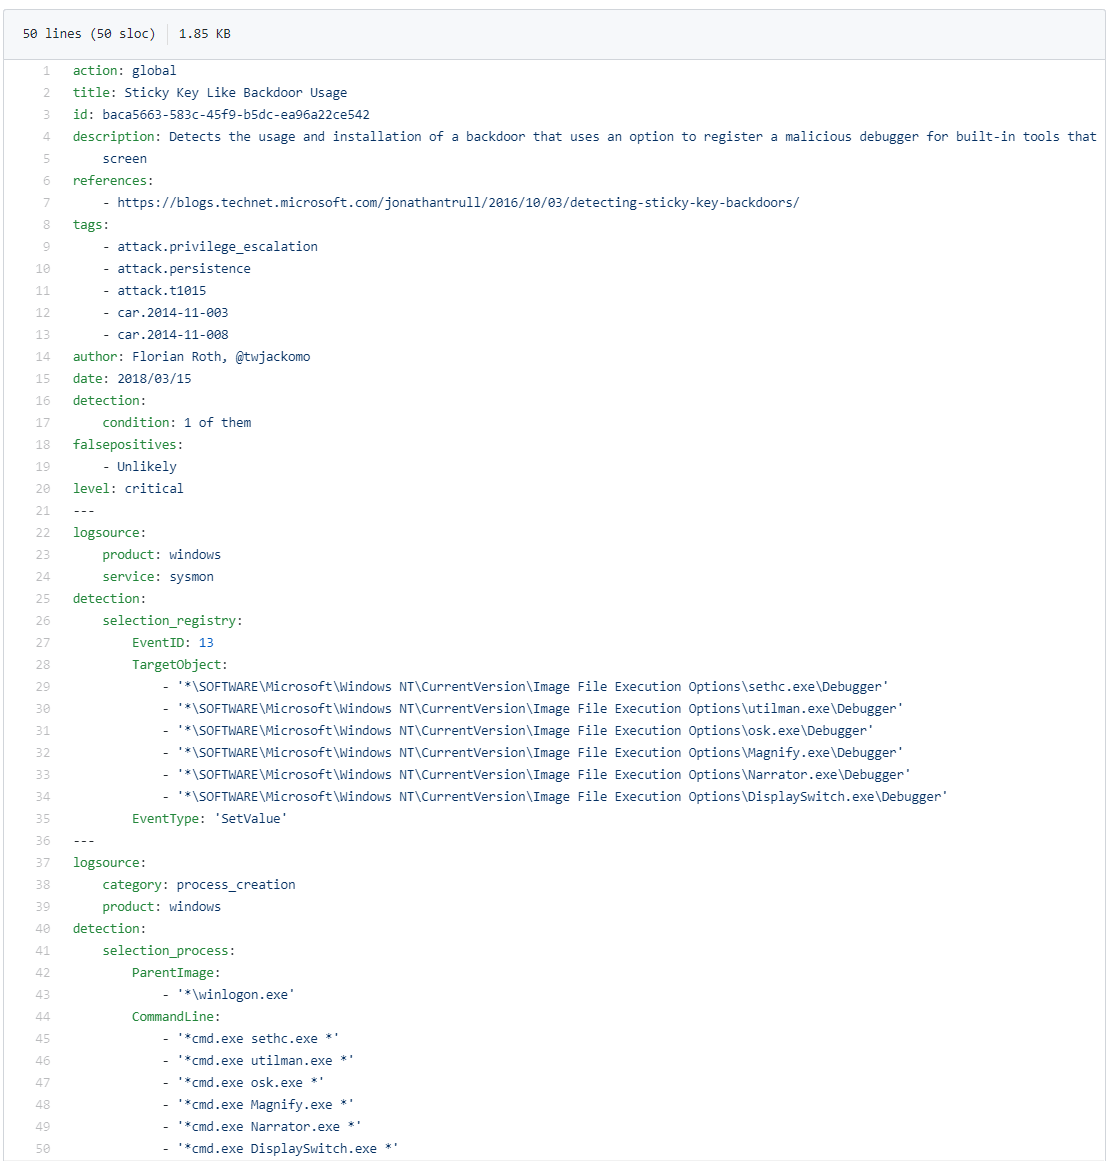 50 lines (50 sloc) 1.85 KB
1 action: global
2 title: Sticky Key Like Backdoor Usage
3 id: baca5663-583c-45f9-b5dc-ea96a22ce542
4 description: Detects the usage and installation of a backdoor that uses an option to register a malicious debugger for built-in tools that
5 screen
6 references:
7 - https://blogs.technet.microsoft.com/jonathantrull/2016/10/03/detecting-sticky-key-backdoors/
8 tags:
9 - attack.privilege_escalation
10 - attack.persistence
11 - attack.t1015
12 - car.2014-11-003
13 - car.2014-11-008
14 author: Florian Roth, @twjackomo
15 date: 2018/03/15
16 detection:
17 condition: 1 of them
18 falsepositives:
19 - Unlikely
20 level: critical
21 ---
22 logsource:
23 product: windows
24 service: sysmon
25 detection:
26 selection_registry:
27 EventID: 13
28 TargetObject:
29 - '*\SOFTWARE\Microsoft\Windows NT\CurrentVersion\Image File Execution Options\sethc.exe\Debugger'
30 - '*\SOFTWARE\Microsoft\Windows NT\CurrentVersion\Image File Execution Options\utilman.exe\Debugger'
31 - '*\SOFTWARE\Microsoft\Windows NT\CurrentVersion\Image File Execution Options\osk.exe\Debugger'
32 - '*\SOFTWARE\Microsoft\Windows NT\CurrentVersion\Image File Execution Options\Magnify.exe\Debugger'
33 - '*\SOFTWARE\Microsoft\Windows NT\CurrentVersion\Image File Execution Options\Narrator.exe\Debugger'
34 - '*\SOFTWARE\Microsoft\Windows NT\CurrentVersion\Image File Execution Options\DisplaySwitch.exe\Debugger'
35 EventType: 'SetValue'
36 ---
37 logsource:
38 category: process_creation
39 product: windows
40 detection:
41 selection_process:
42 ParentImage:
43 - '*\winlogon.exe'
44 CommandLine:
45 - '*cmd.exe sethc.exe *'
46 - '*cmd.exe utilman.exe *'
47 - '*cmd.exe osk.exe *'
48 - '*cmd.exe Magnify.exe *'
49 - '*cmd.exe Narrator.exe *'
50 - '*cmd.exe DisplaySwitch.exe *'